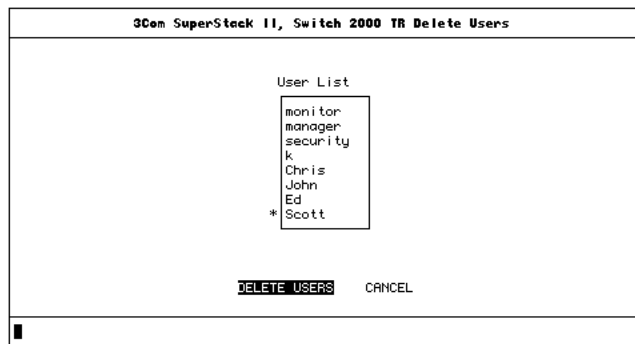 3Com SuperStack II, Switch 2000 TR Delete Users
User List
monitor
manager
security
k
Chris
John
Ed
* Scott
DELETE USERS CANCEL